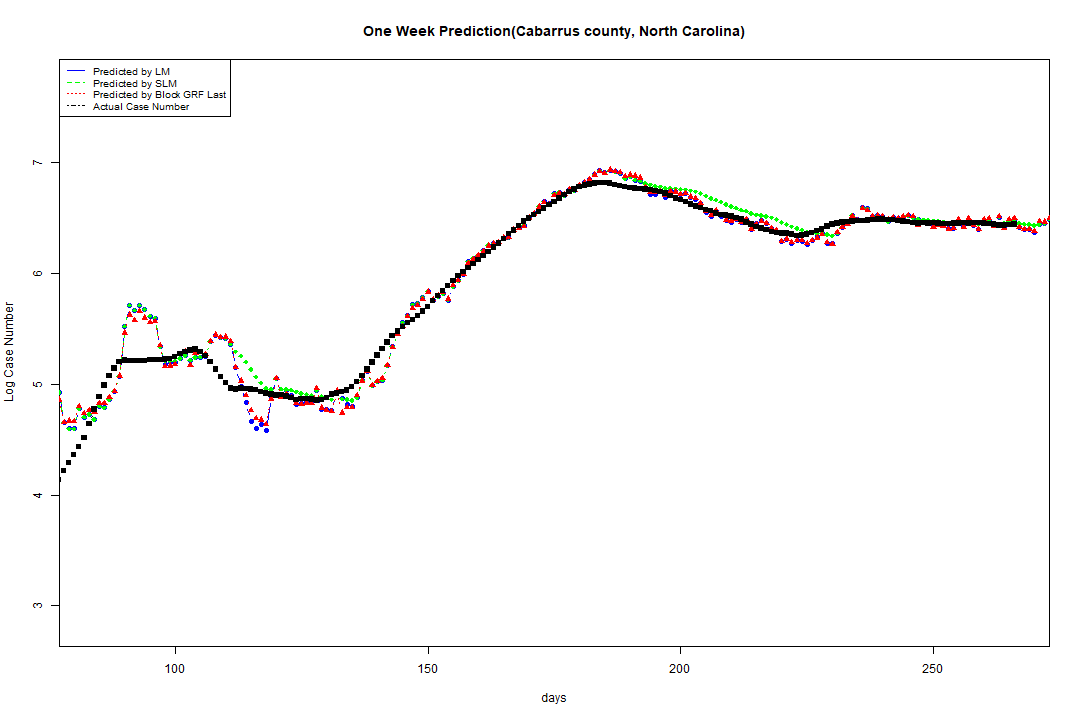 One Week Prediction(Cabarrus county, North Carolina)
Predicted by LM
Predicted by SLM
Predicted by Block GRF Last
Actual Case Number
7
6
5
4
3
Log Case Number
100 150 200 250
days